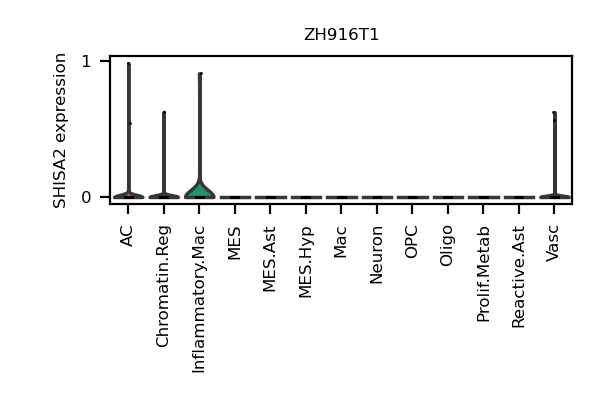 ZH916T1
SHISA2 expression
1
0
AC
Chromatin.Reg
Inflammatory.Mac
MES
MES.Ast
MES.Hyp
Mac
Neuron
OPC
Oligo
Prolif.Metab
Reactive.Ast
Vasc